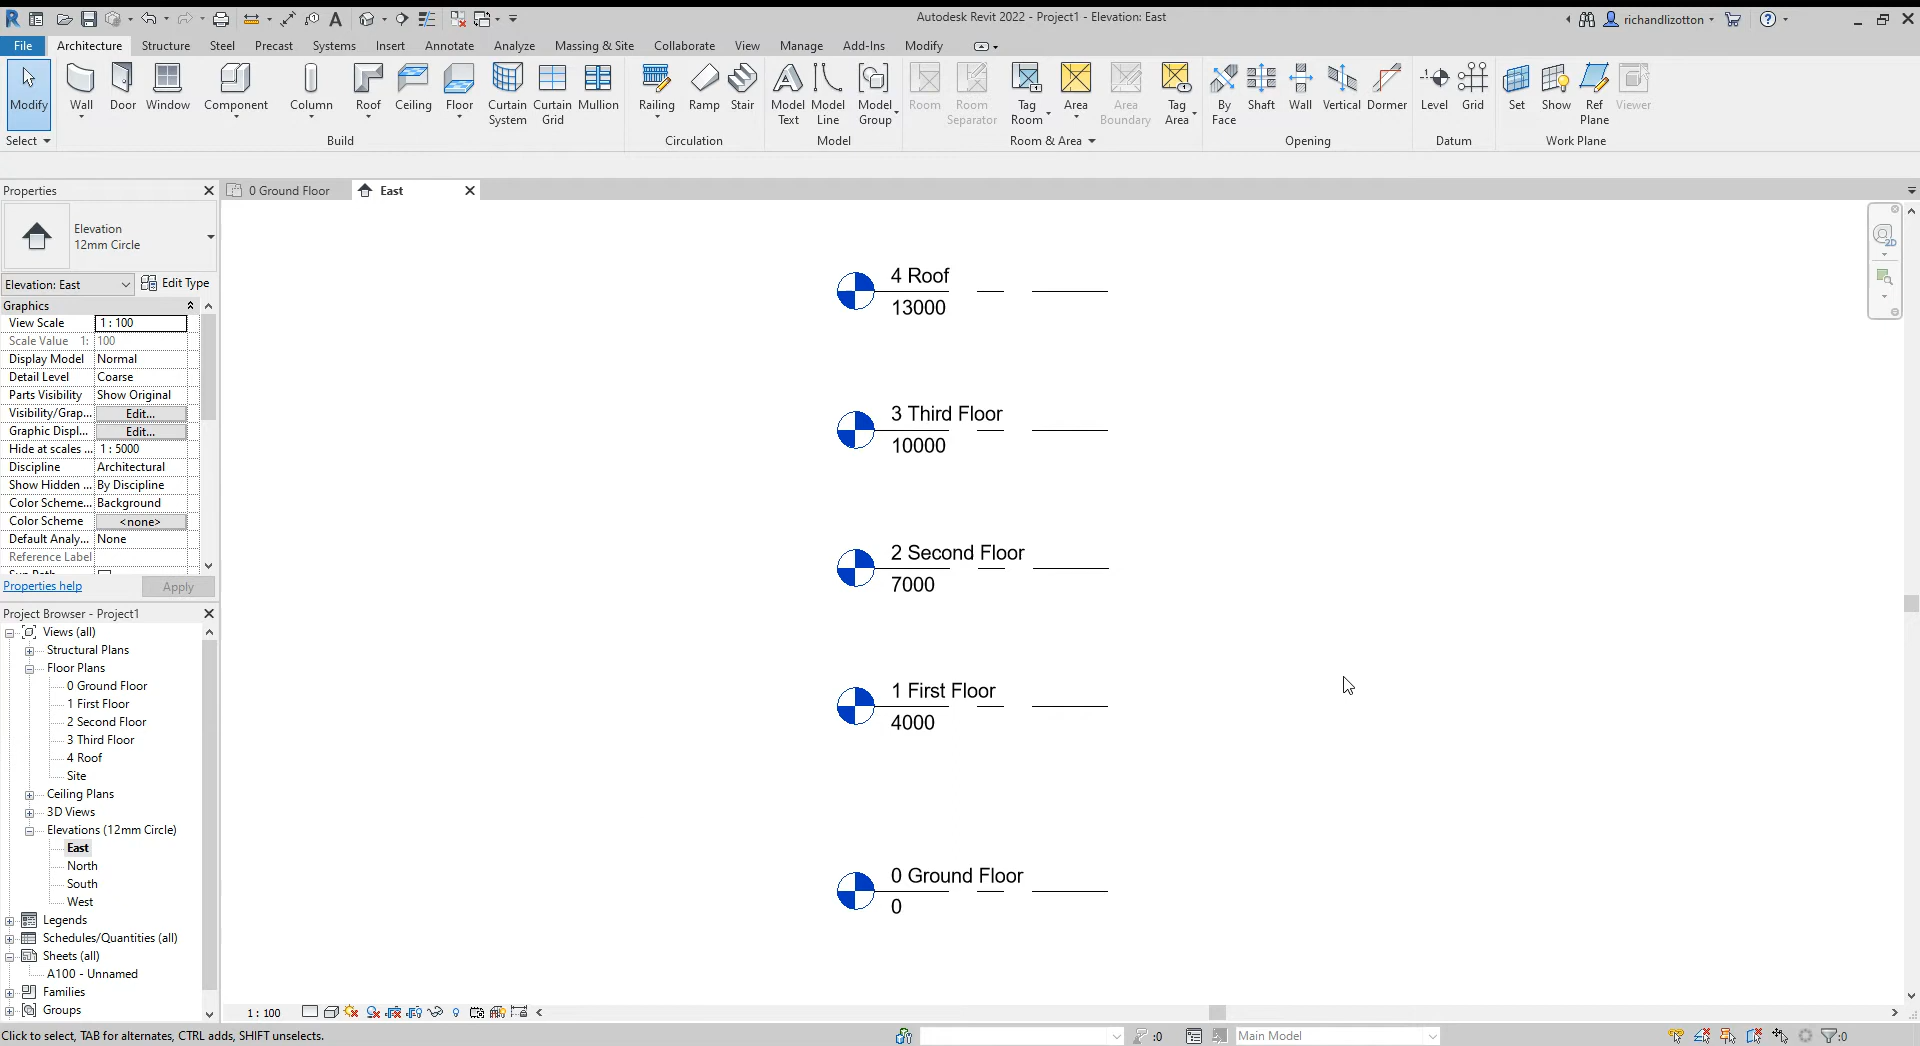 Autodesk Revit 2022 - Project1 - Elevation: East
richandlizotton
File Architecture Structure Steel Precast Systems Insert Annotate Analyze Massing & Site Collaborate View Manage Add-Ins Modify
Modify
Wall
Door
Window
Component
Column
Roof
Ceiling
Floor
Curtain System
Curtain Grid
Mullion
Railing
Ramp
Stair
Model Text
Model Line
Model Group
Room
Room Separator
Tag Room
Area
Area Boundary
Tag Area
By Face
Shaft
Wall
Vertical
Dormer
Level
Grid
Set
Show
Ref Plane
Viewer
Select
Build
Circulation
Model
Room & Area
Opening
Datum
Work Plane
Properties
0 Ground Floor
East
Elevation
12mm Circle
Elevation: East
Edit Type
Graphics
View Scale 1 : 100
Scale Value 1: 100
Display Model Normal
Detail Level Coarse
Parts Visibility Show Original
Visibility/Grap... Edit...
Graphic Displ... Edit...
Hide at scales ... 1 : 5000
Discipline Architectural
Show Hidden ... By Discipline
Color Scheme... Background
Color Scheme <none>
Default Analy... None
Reference Label
Properties help
Apply
Project Browser - Project1
Views (all)
Structural Plans
Floor Plans
0 Ground Floor
1 First Floor
2 Second Floor
3 Third Floor
4 Roof
Site
Ceiling Plans
3D Views
Elevations (12mm Circle)
East
North
South
West
Legends
Schedules/Quantities (all)
Sheets (all)
A100 - Unnamed
Families
Groups
4 Roof
13000
3 Third Floor
10000
2 Second Floor
7000
1 First Floor
4000
0 Ground Floor
0
2D
1 : 100
Click to select, TAB for alternates, CTRL adds, SHIFT unselects.
:0
Main Model
:0